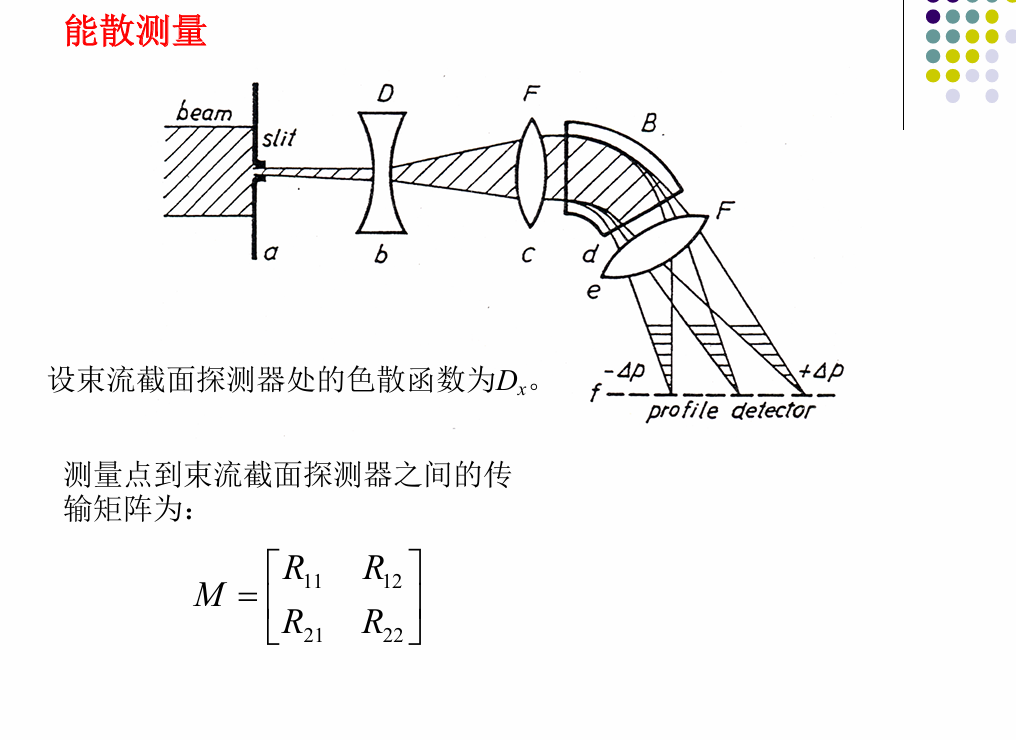 能散测量
D
F
beam
B
slit
F
a
b
c
d
e
设束流截面探测器处的色散函数为Dₓ。
-Δp
+Δp
f
profile detector
测量点到束流截面探测器之间的传
输矩阵为：
M = [ R₁₁ R₁₂
R₂₁ R₂₂ ]